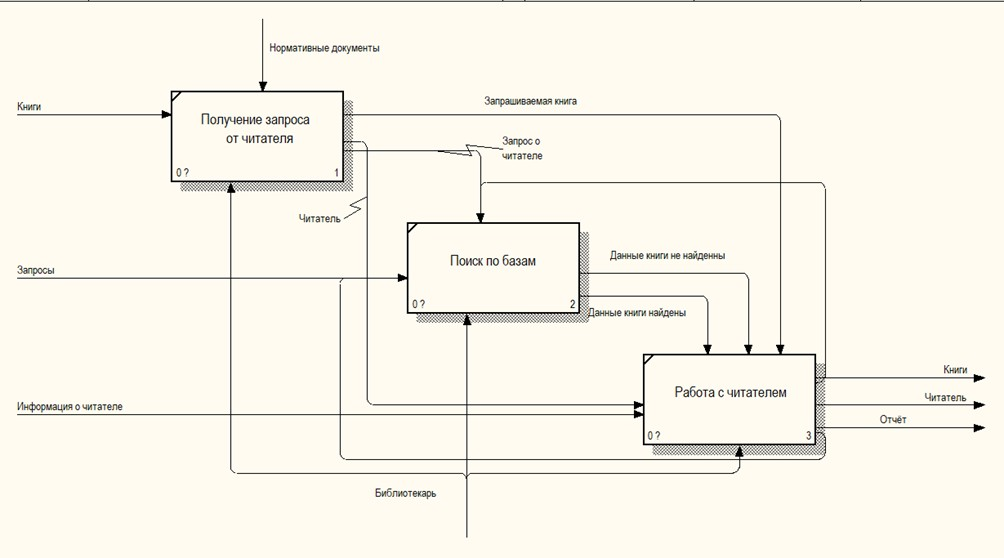 Нормативные документы
Книги
Получение запроса
от читателя
0 ?
1
Запрашиваемая книга
Запрос о
читателе
Читатель
Запросы
Поиск по базам
0 ?
2
Данные книги не найденны
Данные книги найдены
Информация о читателе
Работа с читателем
0 ?
3
Книги
Читатель
Отчёт
Библиотекарь